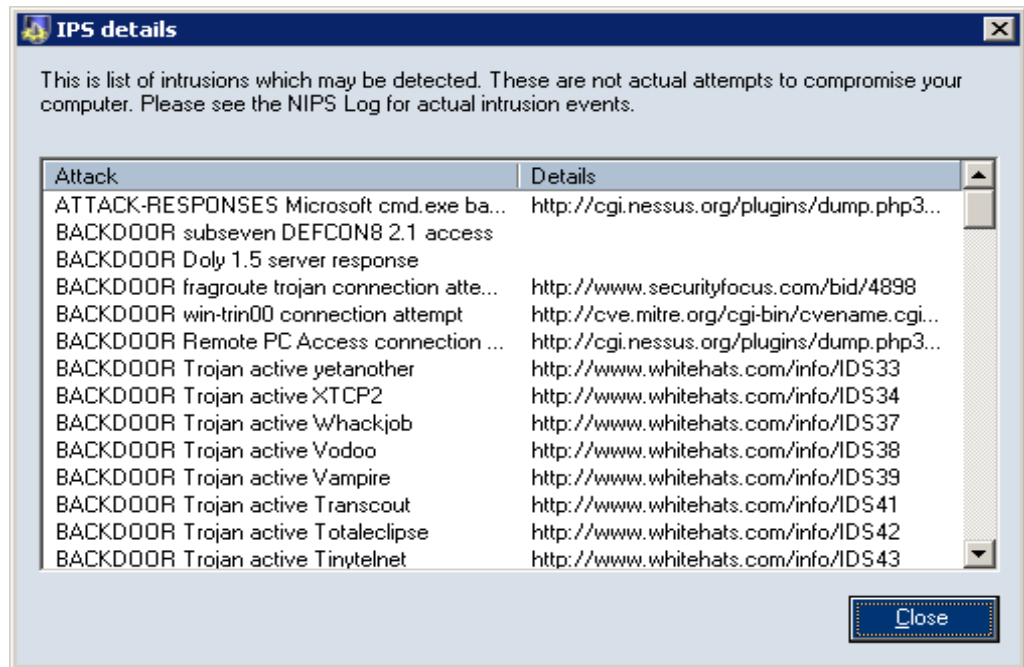 IPS details
This is list of intrusions which may be detected. These are not actual attempts to compromise your
computer. Please see the NIPS Log for actual intrusion events.
Attack Details
ATTACK-RESPONSES Microsoft cmd.exe ba... http://cgi.nessus.org/plugins/dump.php3...
BACKDOOR subseven DEFCON8 2.1 access
BACKDOOR Doly 1.5 server response
BACKDOOR fragroute trojan connection atte... http://www.securityfocus.com/bid/4898
BACKDOOR win-trin00 connection attempt http://cve.mitre.org/cgi-bin/cvename.cgi...
BACKDOOR Remote PC Access connection ... http://cgi.nessus.org/plugins/dump.php3...
BACKDOOR Trojan active yetanother http://www.whitehats.com/info/IDS33
BACKDOOR Trojan active XTCP2 http://www.whitehats.com/info/IDS34
BACKDOOR Trojan active Whackjob http://www.whitehats.com/info/IDS37
BACKDOOR Trojan active Vodoo http://www.whitehats.com/info/IDS38
BACKDOOR Trojan active Vampire http://www.whitehats.com/info/IDS39
BACKDOOR Trojan active Transcout http://www.whitehats.com/info/IDS41
BACKDOOR Trojan active Totaleclipse http://www.whitehats.com/info/IDS42
BACKDOOR Trojan active Tinytelnet http://www.whitehats.com/info/IDS43
Close